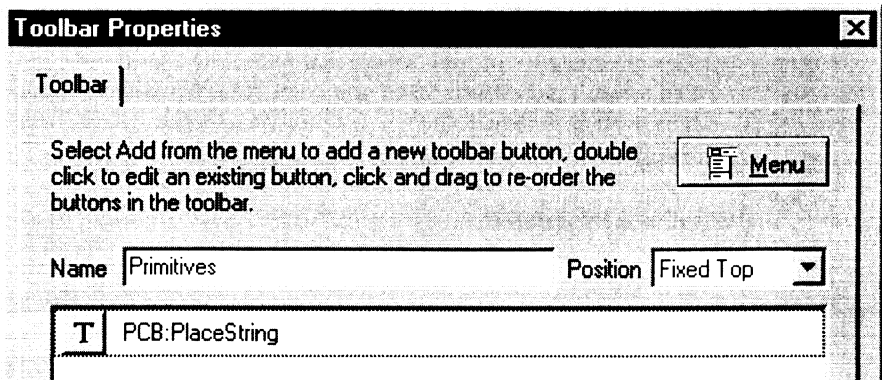 Toolbar Properties
Toolbar
Select Add from the menu to add a new toolbar button, double
click to edit an existing button, click and drag to re-order the
buttons in the toolbar.
Menu
Name Primitives Position Fixed Top
T PCB:PlaceString